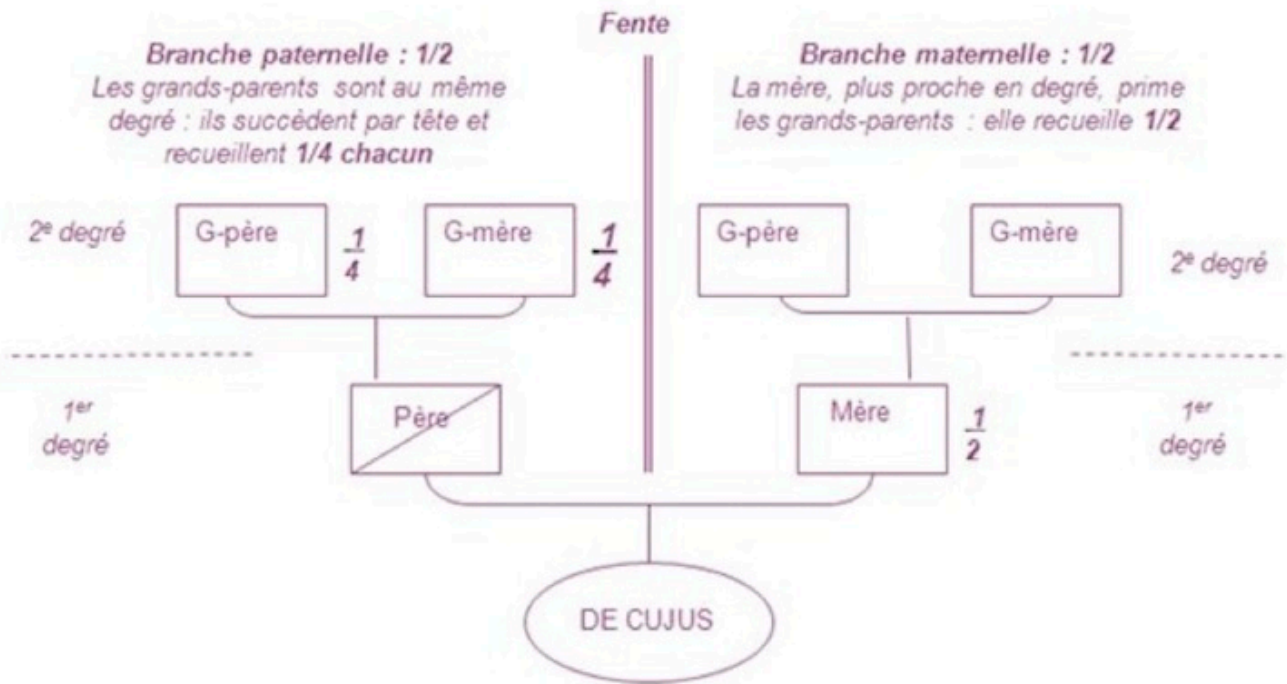 Fente
Branche paternelle : 1/2
Les grands-parents sont au même
degré : ils succèdent par tête et
recueillent 1/4 chacun
Branche maternelle : 1/2
La mère, plus proche en degré, prime
les grands-parents : elle recueille 1/2
2e degré
G-père
1
4
G-mère
1
4
G-père
G-mère
2e degré
1er
degré
Père
Mère
1
2
1er
degré
DE CUJUS